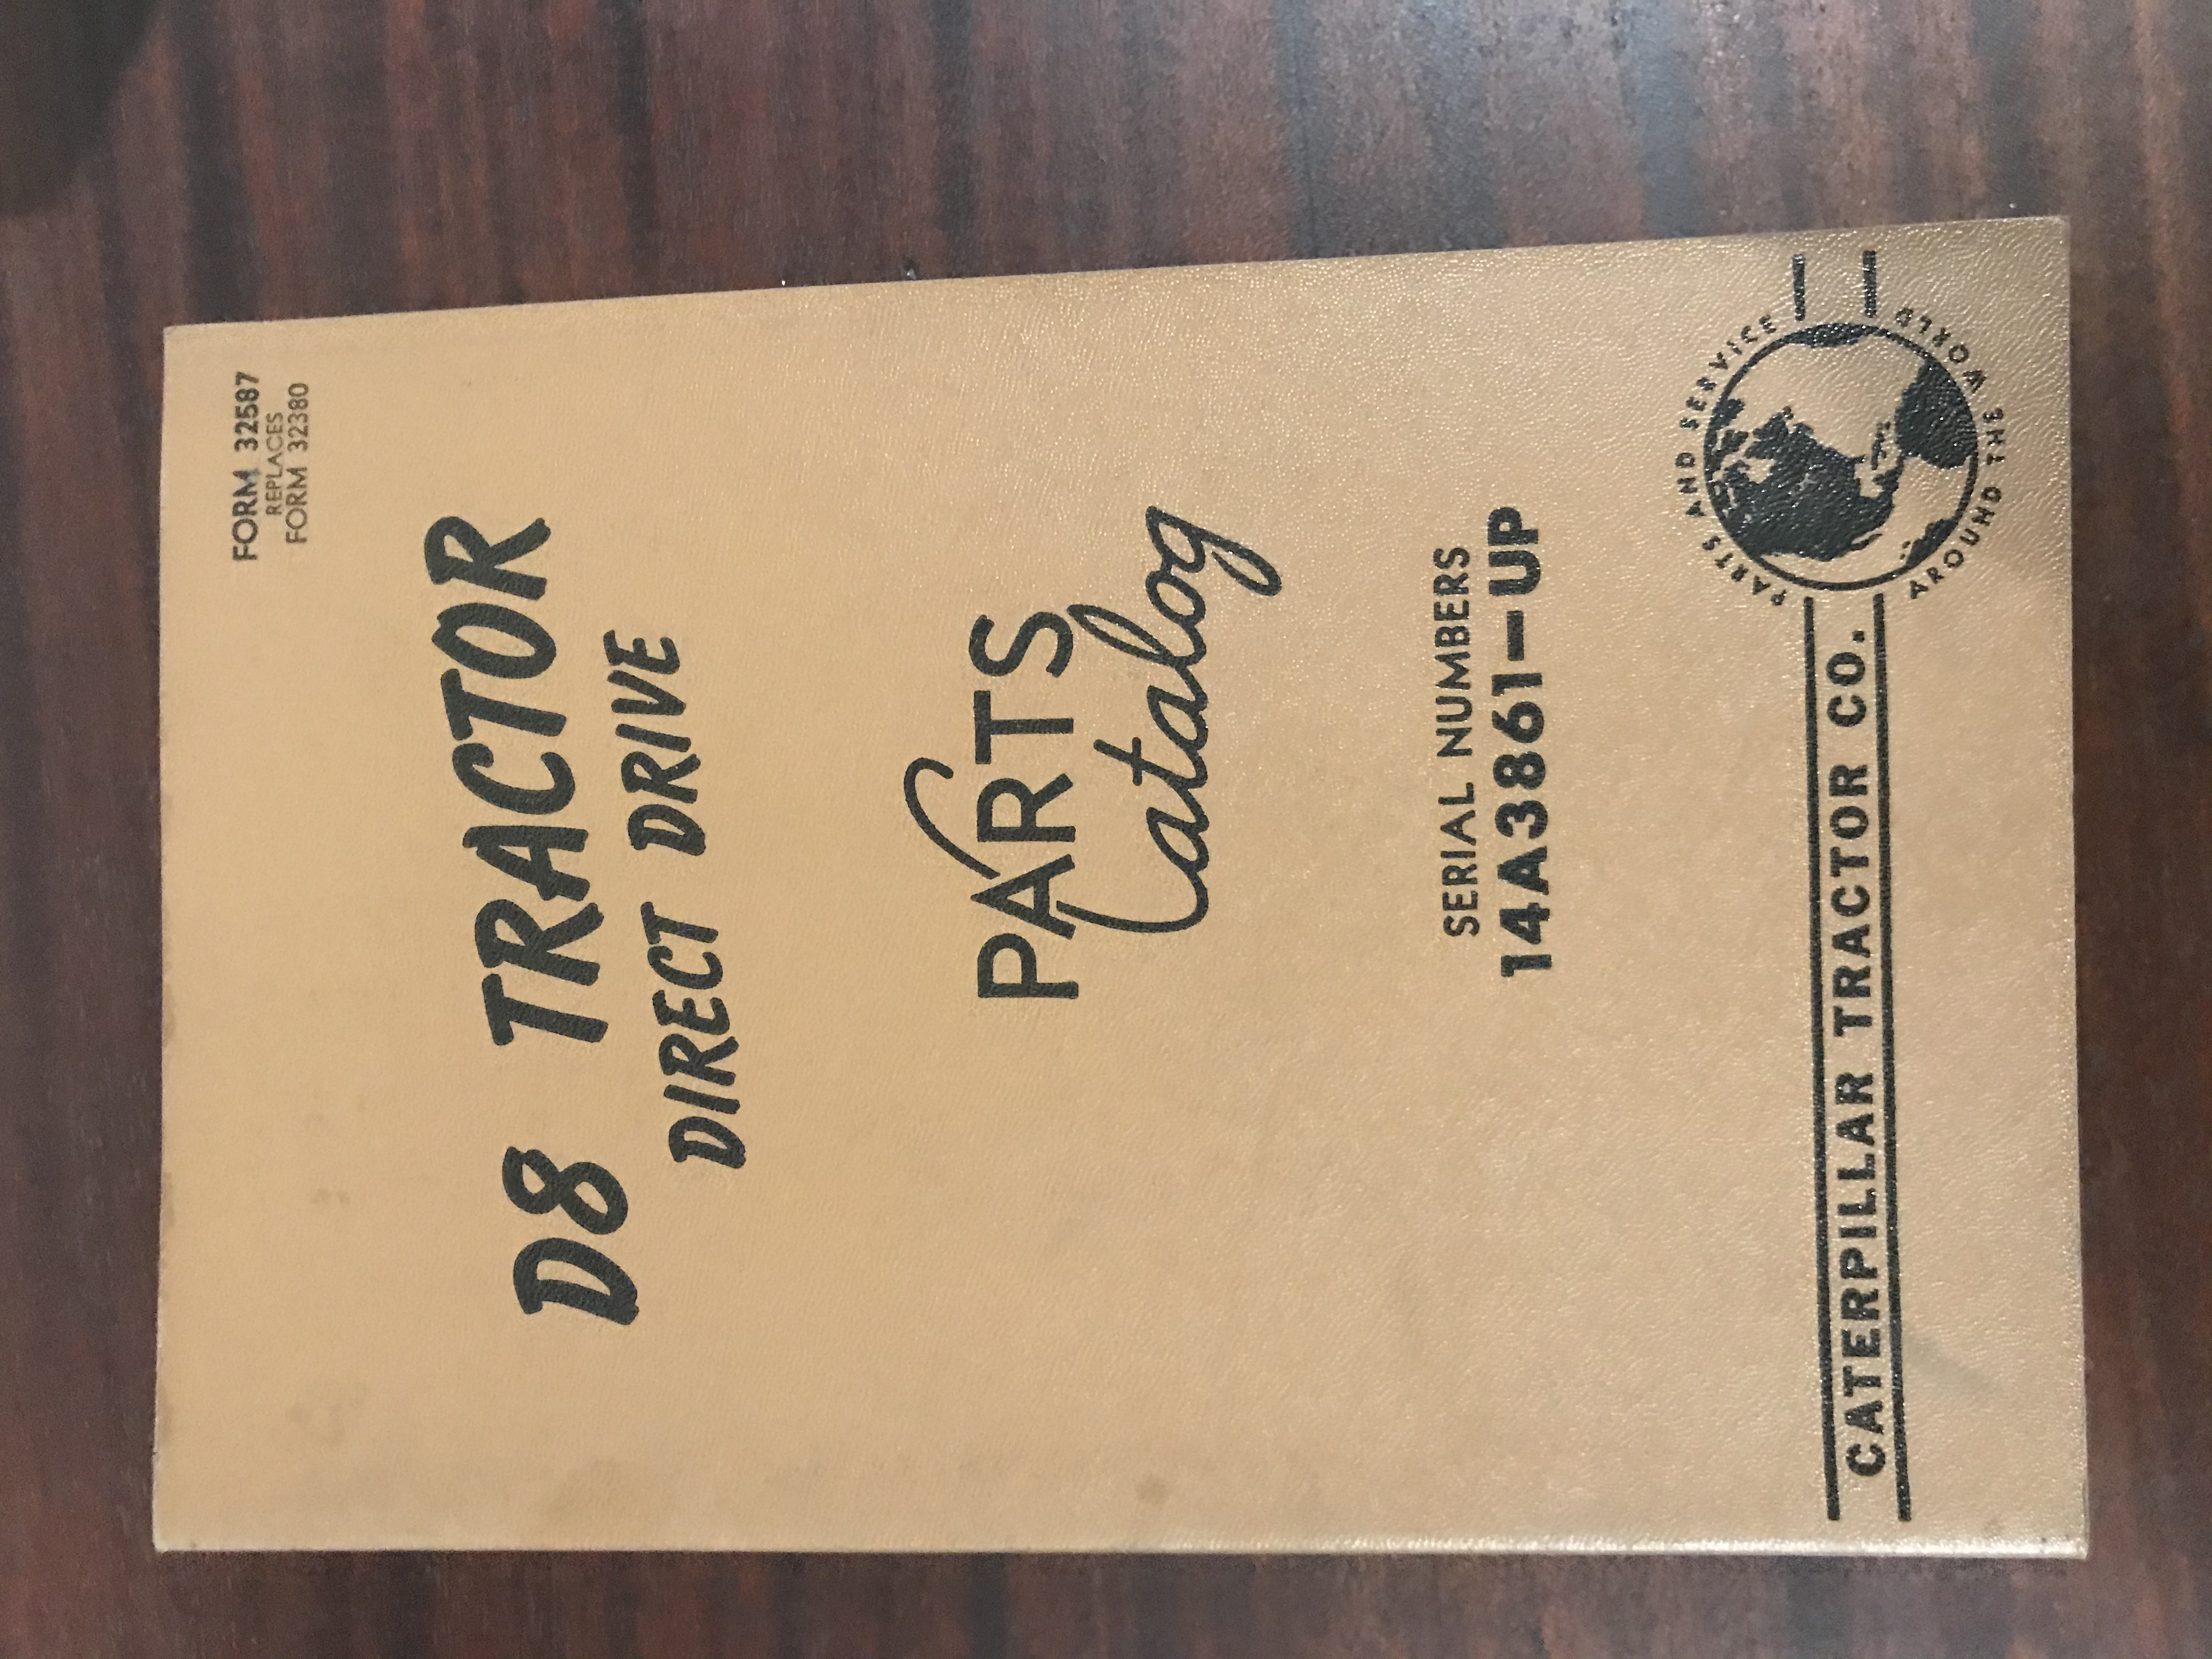 FORM 32587
REPLACES
FORM 32380
D8 TRACTOR
DIRECT DRIVE
PARTS
Catalog
SERIAL NUMBERS
14A3861—UP
CATERPILLAR TRACTOR CO.
PARTS AND SERVICE
AROUND THE WORLD